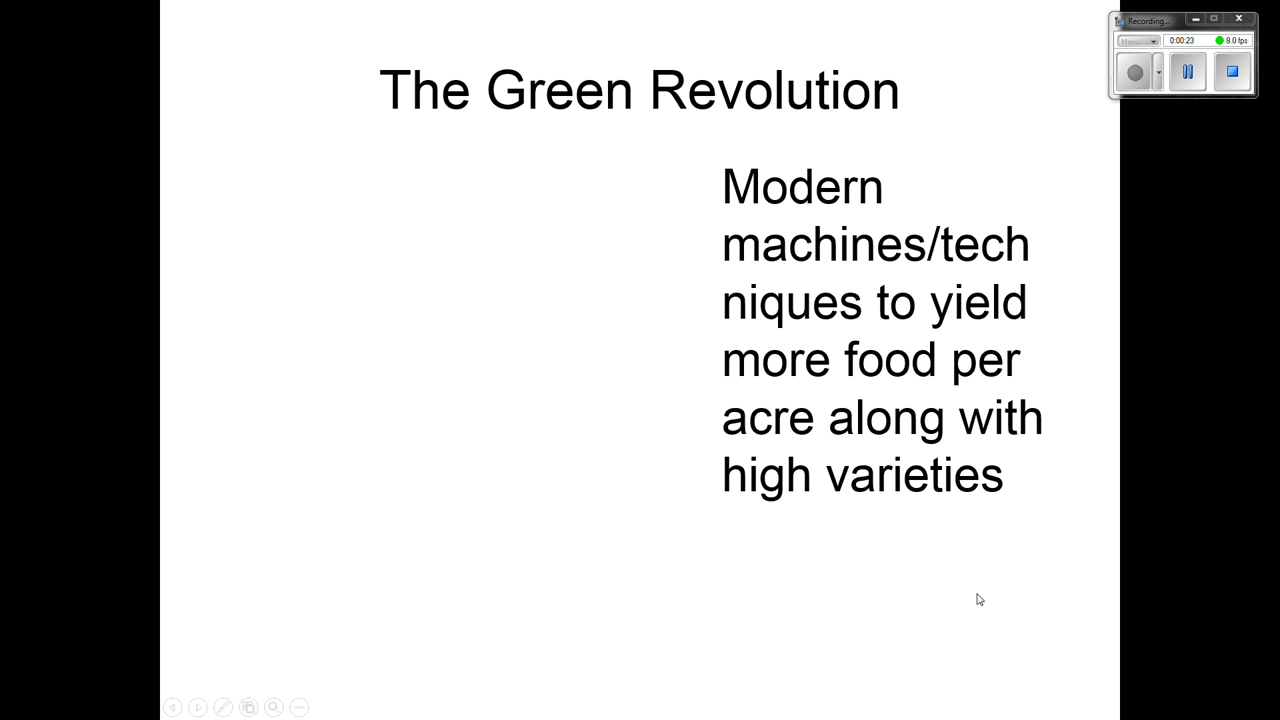 The Green Revolution
Modern
machines/tech
niques to yield
more food per
acre along with
high varieties
Recording...
Menu
0:00:23
8.0 fps